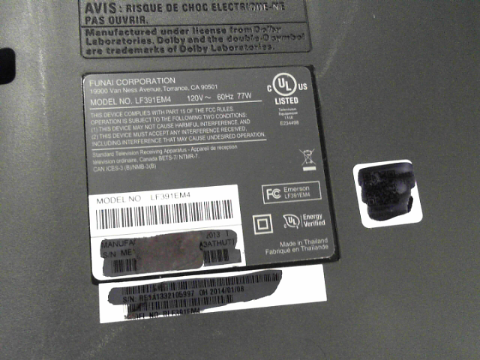 AVIS : RISQUE DE CHOC ELECTRIQUE-NE
PAS OUVRIR.
Manufactured under license from Dolby
Laboratories. Dolby and the double-D symbol
are trademarks of Dolby Laboratories.
FUNAI CORPORATION
19900 Van Ness Avenue, Torrance, CA 90501
MODEL NO. LF391EM4 120V ~ 60Hz 77W
THIS DEVICE COMPLIES WITH PART 15 OF THE FCC RULES.
OPERATION IS SUBJECT TO THE FOLLOWING TWO CONDITIONS:
(1) THIS DEVICE MAY NOT CAUSE HARMFUL INTERFERENCE, AND
(2) THIS DEVICE MUST ACCEPT ANY INTERFERENCE RECEIVED,
INCLUDING INTERFERENCE THAT MAY CAUSE UNDESIRED OPERATION.
Standard Television Receiving Apparatus - Appareil de réception
télévision, Canada BETS-7/NTMR-7
CAN ICES-3 (B)/NMB-3(B)
C UL US
LISTED
MODEL NO. LF391EM4
FC Emerson
LF391EM4
UL Energy
Verified
Made in Thailand
Fabriqué en Thaïlande
MANUFA 2013
S/N: ME
S/N